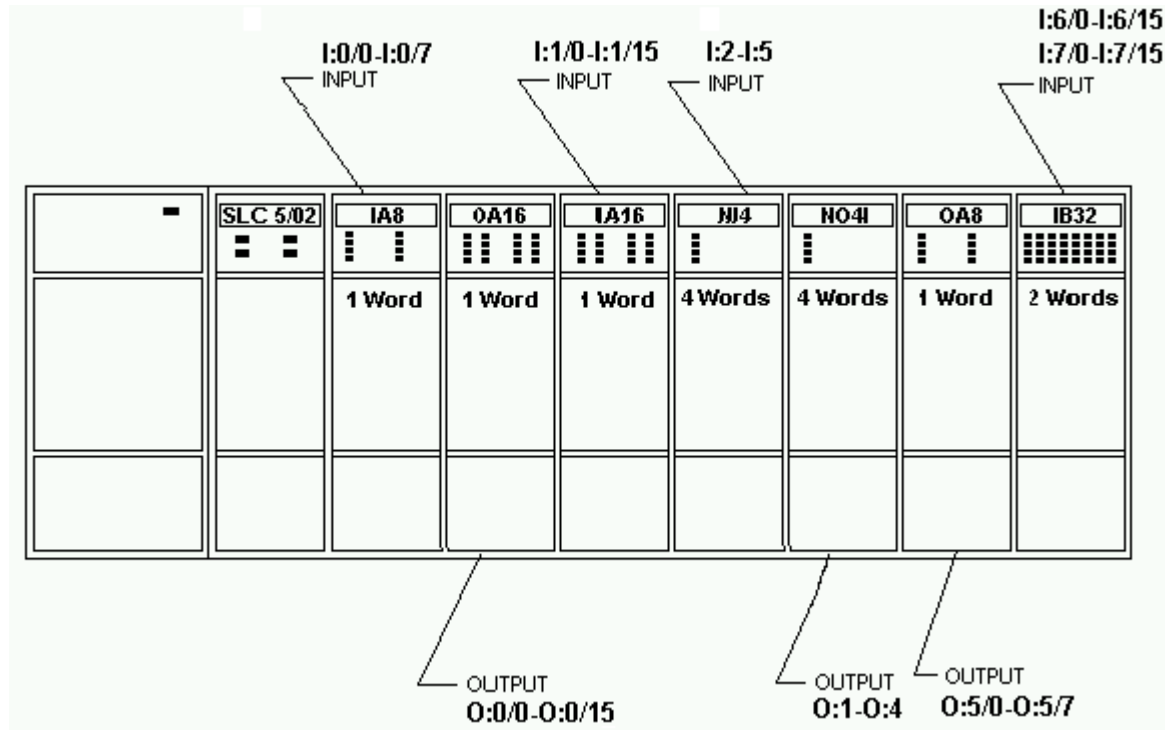 I:6/0-I:6/15
I:0/0-I:0/7 I:1/0-I:1/15 I:2-I:5 I:7/0-I:7/15
INPUT INPUT INPUT INPUT
SLC 5/02 IA8 OA16 IA16 NI4 NO4I OA8 IB32
1 Word 1 Word 1 Word 4 Words 4 Words 1 Word 2 Words
OUTPUT OUTPUT OUTPUT
O:0/0-O:0/15 O:1-O:4 O:5/0-O:5/7